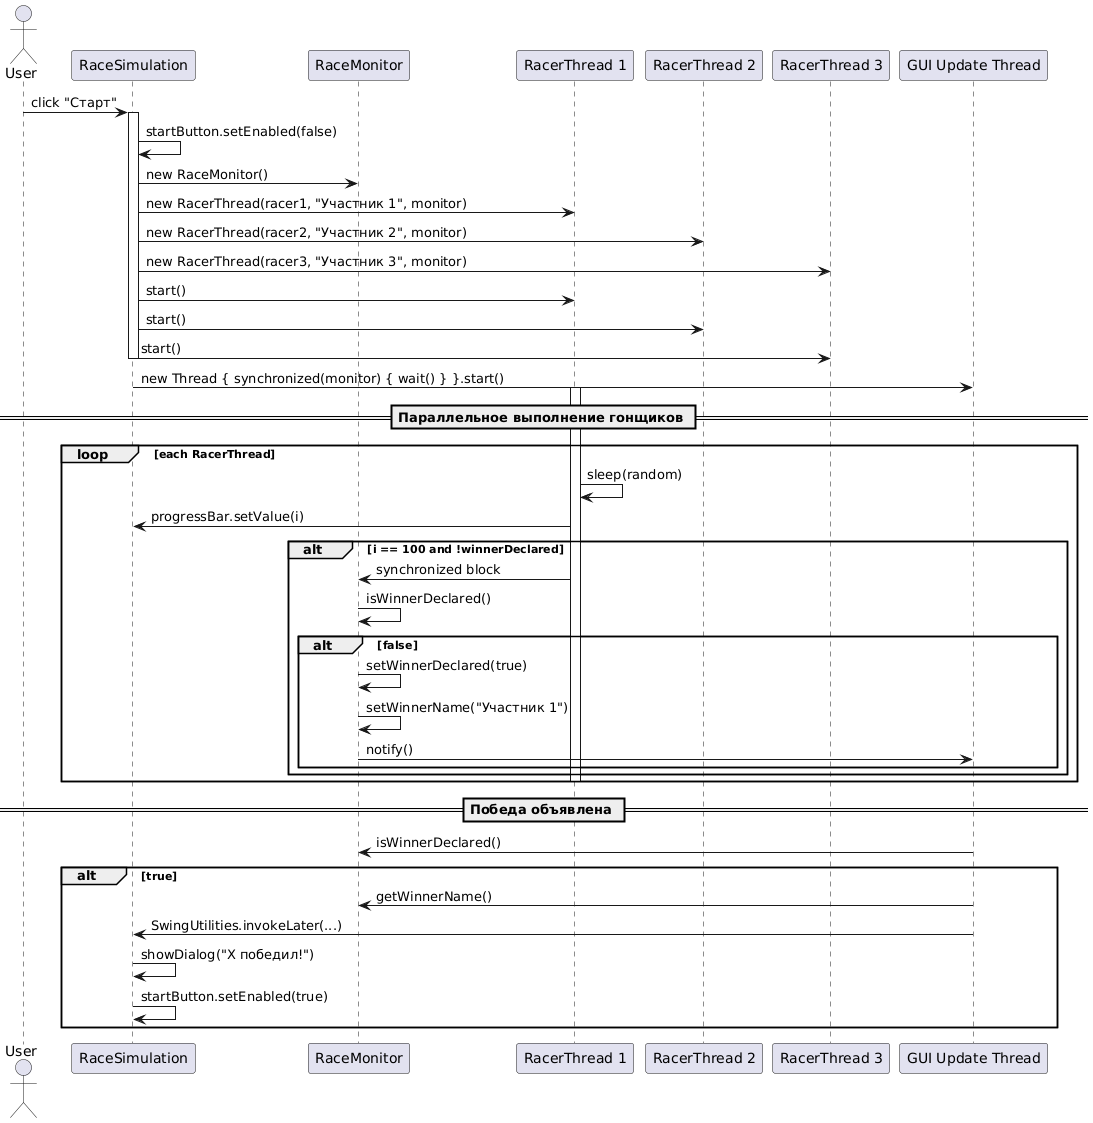 User
RaceSimulation
RaceMonitor
RacerThread 1
RacerThread 2
RacerThread 3
GUI Update Thread
click "Старт"
startButton.setEnabled(false)
new RaceMonitor()
new RacerThread(racer1, "Участник 1", monitor)
new RacerThread(racer2, "Участник 2", monitor)
new RacerThread(racer3, "Участник 3", monitor)
start()
start()
start()
new Thread { synchronized(monitor) { wait() } }.start()
Параллельное выполнение гонщиков
loop [each RacerThread]
sleep(random)
progressBar.setValue(i)
alt [i == 100 and !winnerDeclared]
synchronized block
isWinnerDeclared()
alt [false]
setWinnerDeclared(true)
setWinnerName("Участник 1")
notify()
Победа объявлена
isWinnerDeclared()
alt [true]
getWinnerName()
SwingUtilities.invokeLater(...)
showDialog("X победил!")
startButton.setEnabled(true)
User
RaceSimulation
RaceMonitor
RacerThread 1
RacerThread 2
RacerThread 3
GUI Update Thread